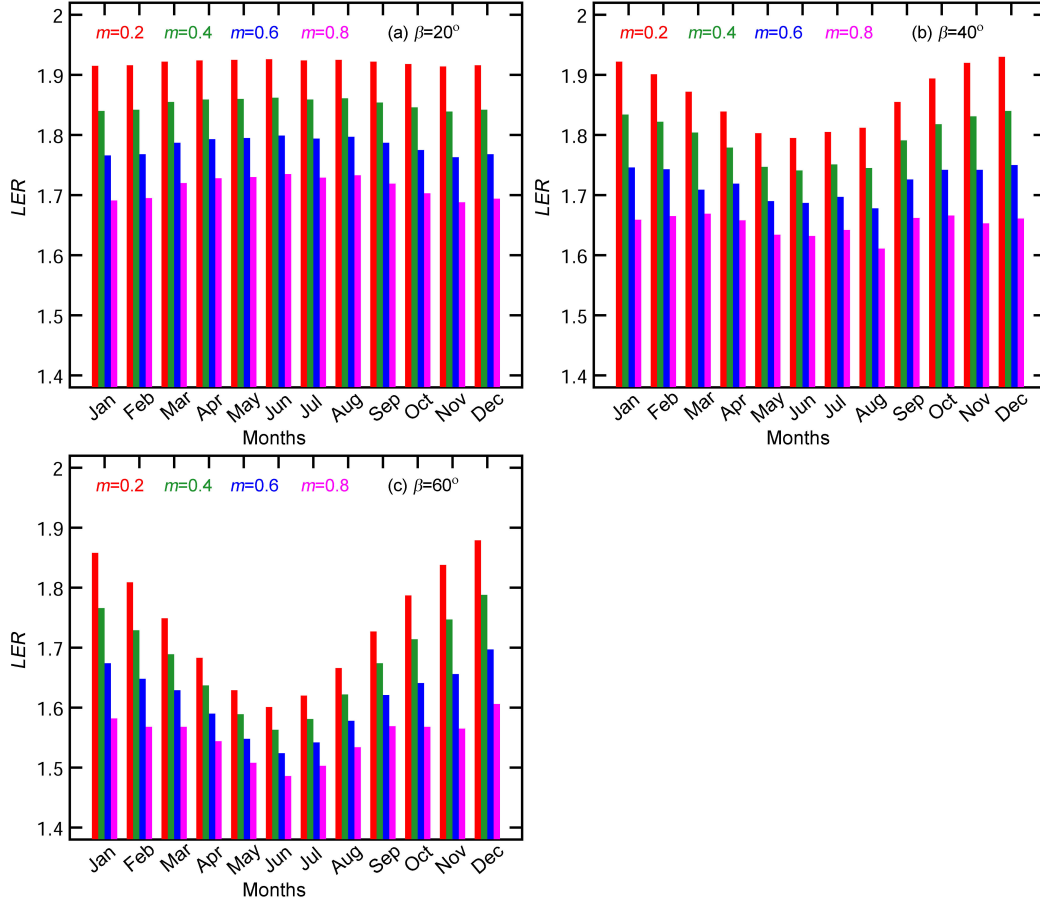 m=0.2 m=0.4 m=0.6 m=0.8 (a) β=20°
2
1.9
1.8
1.7
1.6
1.5
1.4
LER
Jan Feb Mar Apr May Jun Jul Aug Sep Oct Nov Dec
Months
m=0.2 m=0.4 m=0.6 m=0.8 (b) β=40°
2
1.9
1.8
1.7
1.6
1.5
1.4
LER
Jan Feb Mar Apr May Jun Jul Aug Sep Oct Nov Dec
Months
m=0.2 m=0.4 m=0.6 m=0.8 (c) β=60°
2
1.9
1.8
1.7
1.6
1.5
1.4
LER
Jan Feb Mar Apr May Jun Jul Aug Sep Oct Nov Dec
Months